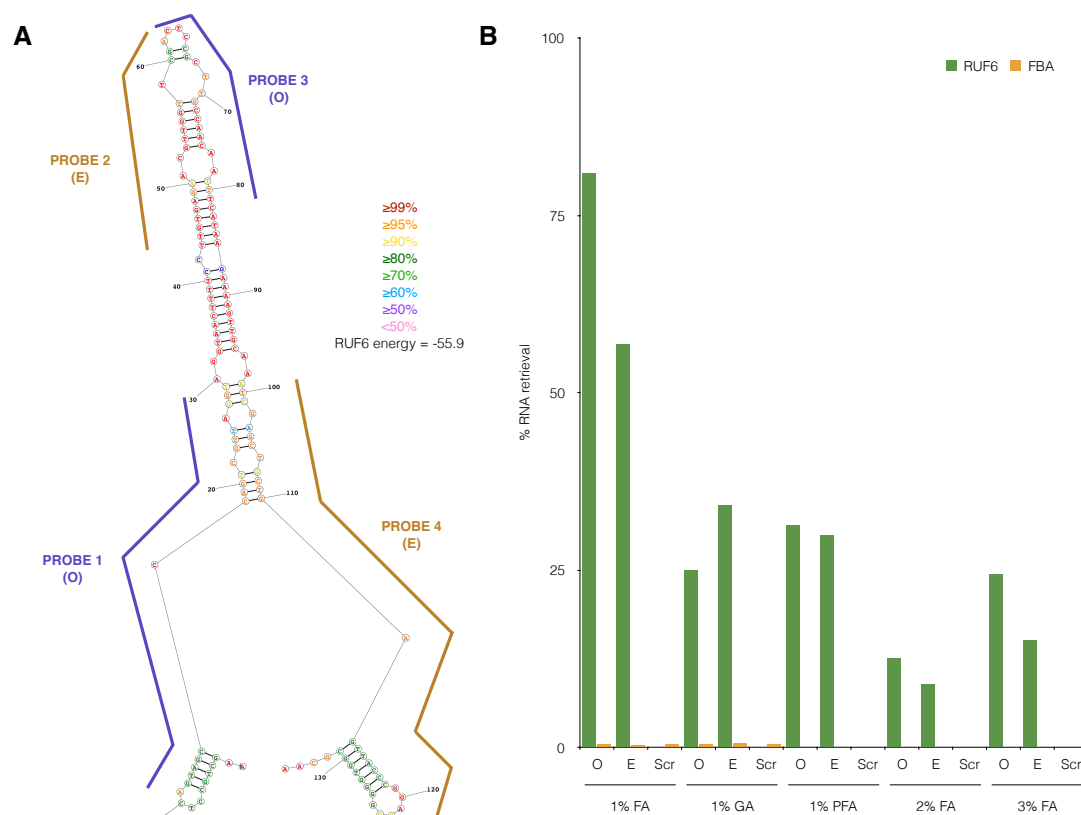 A
PROBE 3
(O)
PROBE 2
(E)
60
70
50
80
40
90
30
100
20
110
130
120
≥99%
≥95%
≥90%
≥80%
≥70%
≥60%
≥50%
<50%
RUF6 energy = -55.9
PROBE 4
(E)
PROBE 1
(O)
B
RUF6 FBA
100
75
50
25
0
% RNA retrieval
O E Scr O E Scr O E Scr O E Scr O E Scr
1% FA 1% GA 1% PFA 2% FA 3% FA